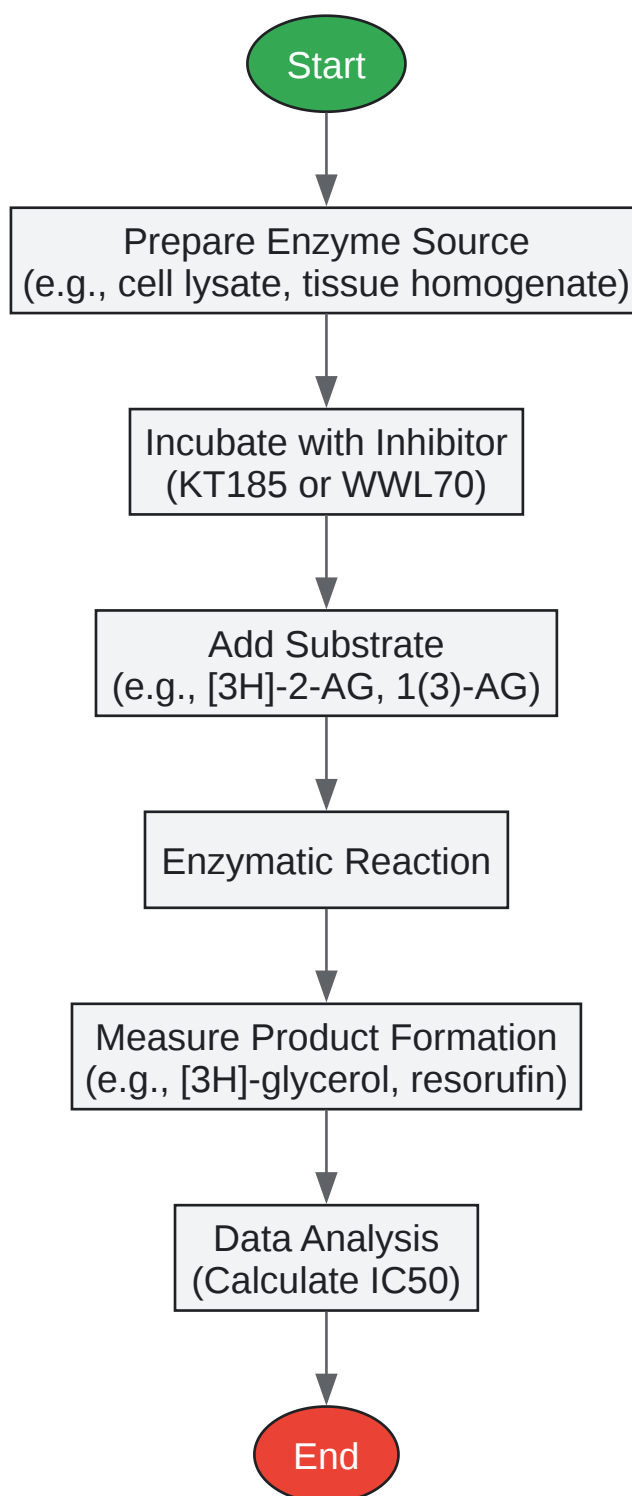 Start
Prepare Enzyme Source
(e.g., cell lysate, tissue homogenate)
Incubate with Inhibitor
(KT185 or WWL70)
Add Substrate
(e.g., [3H]-2-AG, 1(3)-AG)
Enzymatic Reaction
Measure Product Formation
(e.g., [3H]-glycerol, resorufin)
Data Analysis
(Calculate IC50)
End